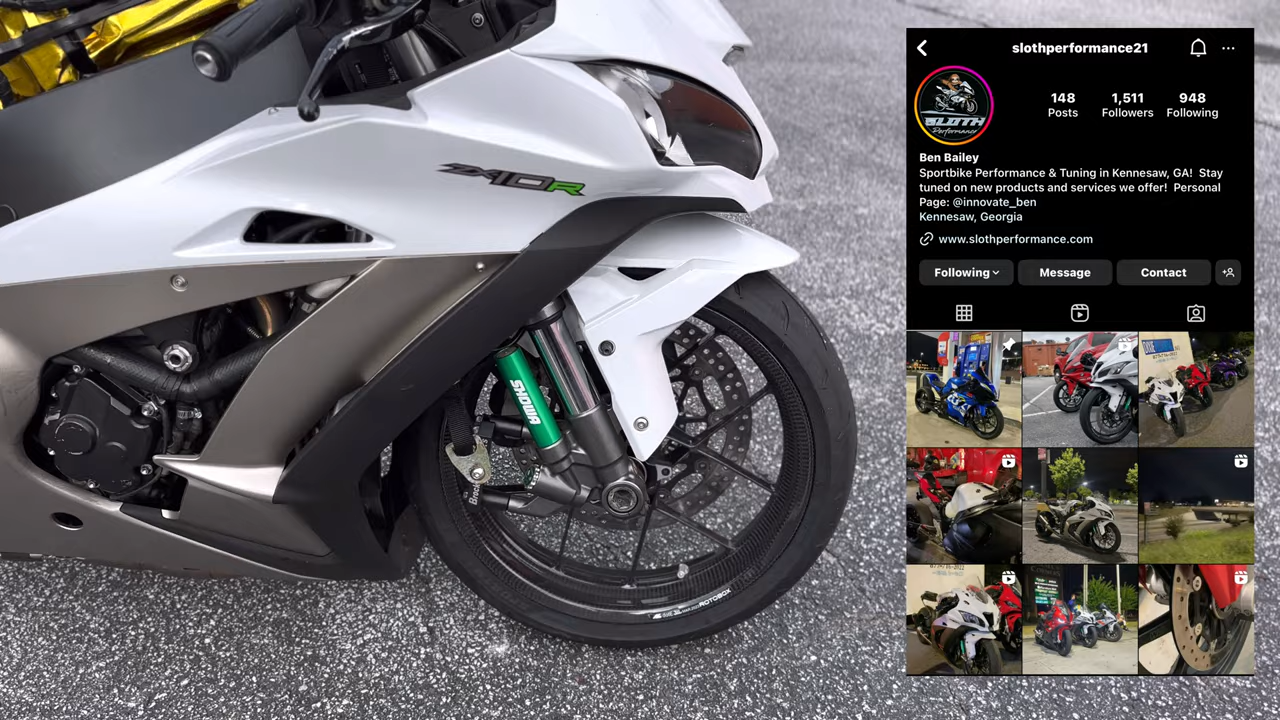 ZX10R
SHOWA
ROTOBOX
slothperformance21
SLOTH
Performance
148
1,511
948
Posts
Followers
Following
Ben Bailey
Sportbike Performance & Tuning in Kennesaw, GA! Stay
tuned on new products and services we offer! Personal
Page: @innovate_ben
Kennesaw, Georgia
www.slothperformance.com
Following
Message
Contact